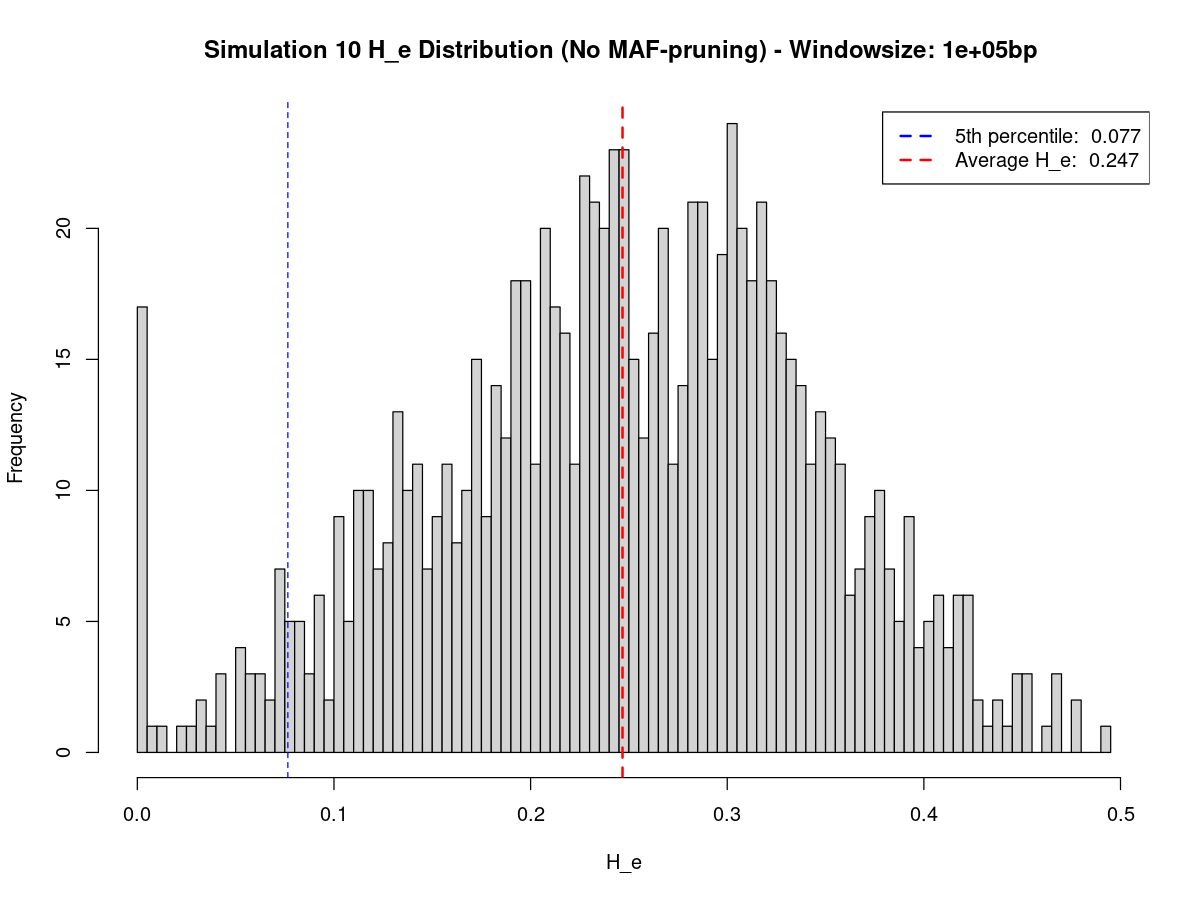 Simulation 10 H_e Distribution (No MAF-pruning) - Windowsize: 1e+05bp
5th percentile: 0.077
Average H_e: 0.247
Frequency
20
15
10
5
0
0.0 0.1 0.2 0.3 0.4 0.5
H_e